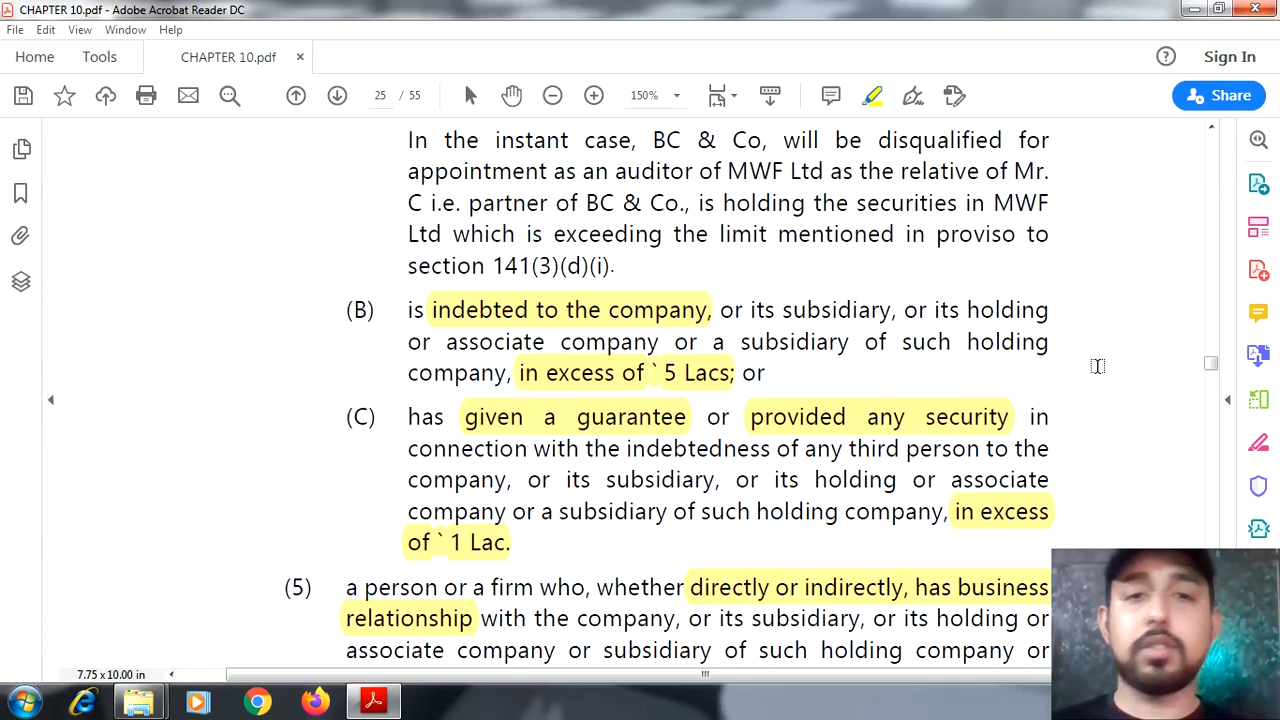 CHAPTER 10.pdf - Adobe Acrobat Reader DC
File Edit View Window Help
Home Tools CHAPTER 10.pdf × Sign In
25 / 55 150% Share
In the instant case, BC & Co, will be disqualified for
appointment as an auditor of MWF Ltd as the relative of Mr.
C i.e. partner of BC & Co., is holding the securities in MWF
Ltd which is exceeding the limit mentioned in proviso to
section 141(3)(d)(i).
(B) is indebted to the company, or its subsidiary, or its holding
or associate company or a subsidiary of such holding
company, in excess of ` 5 Lacs; or
(C) has given a guarantee or provided any security in
connection with the indebtedness of any third person to the
company, or its subsidiary, or its holding or associate
company or a subsidiary of such holding company, in excess
of ` 1 Lac.
(5) a person or a firm who, whether directly or indirectly, has business
relationship with the company, or its subsidiary, or its holding or
associate company or subsidiary of such holding company or
7.75 x 10.00 in